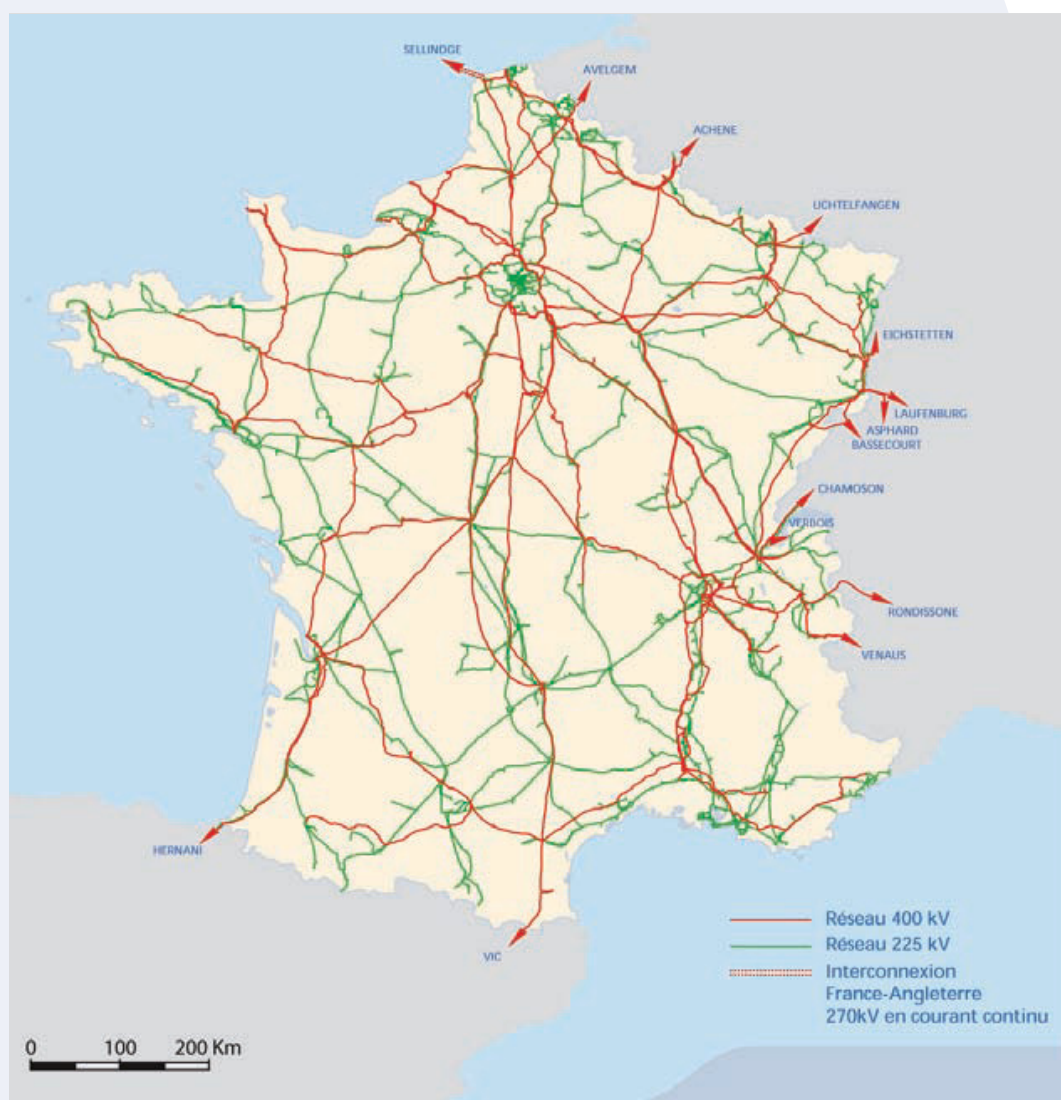 SELLINDGE
AVELGEM
ACHENE
UCHTELFANGEN
EICHSTETTEN
LAUFENBURG
ASPHARD
BASSECOURT
CHAMOSON
VERBOIS
RONDISSONE
VENAUS
HERNANI
VIC
Réseau 400 kV
Réseau 225 kV
Interconnexion
France-Angleterre
270kV en courant continu
0 100 200 Km